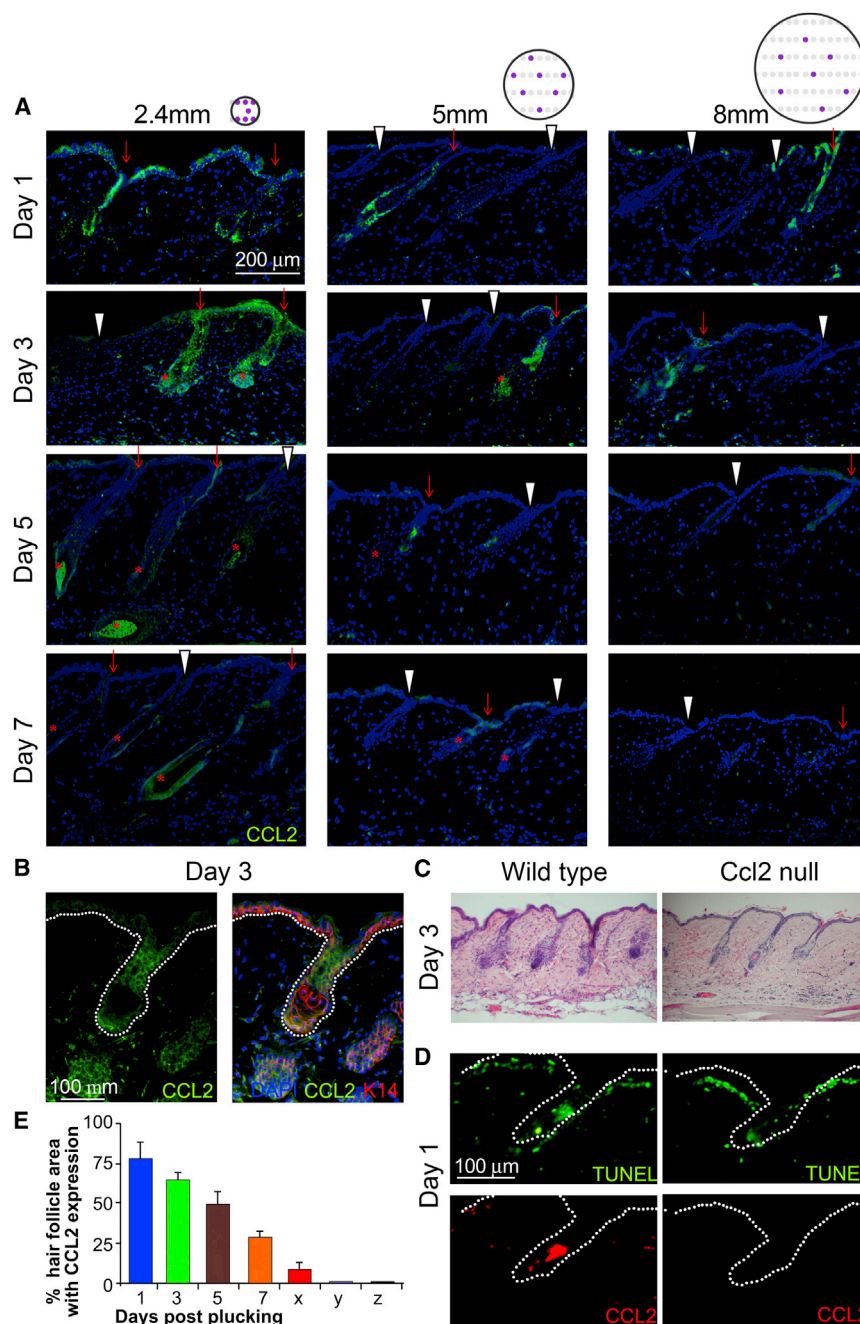 A
2.4mm
5mm
8mm
Day 1
200 μm
Day 3
*
*
*
Day 5
*
*
*
*
*
Day 7
*
*
*
*
*
CCL2
B
Day 3
100 mm
CCL2
DAPI CCL2 K14
C
Wild type
Ccl2 null
Day 3
D
Day 1
100 μm
TUNEL
TUNE
CCL2
CCL2
E
% hair follicle area
with CCL2 expression
100
75
50
25
0
1 3 5 7 x y z
Days post plucking